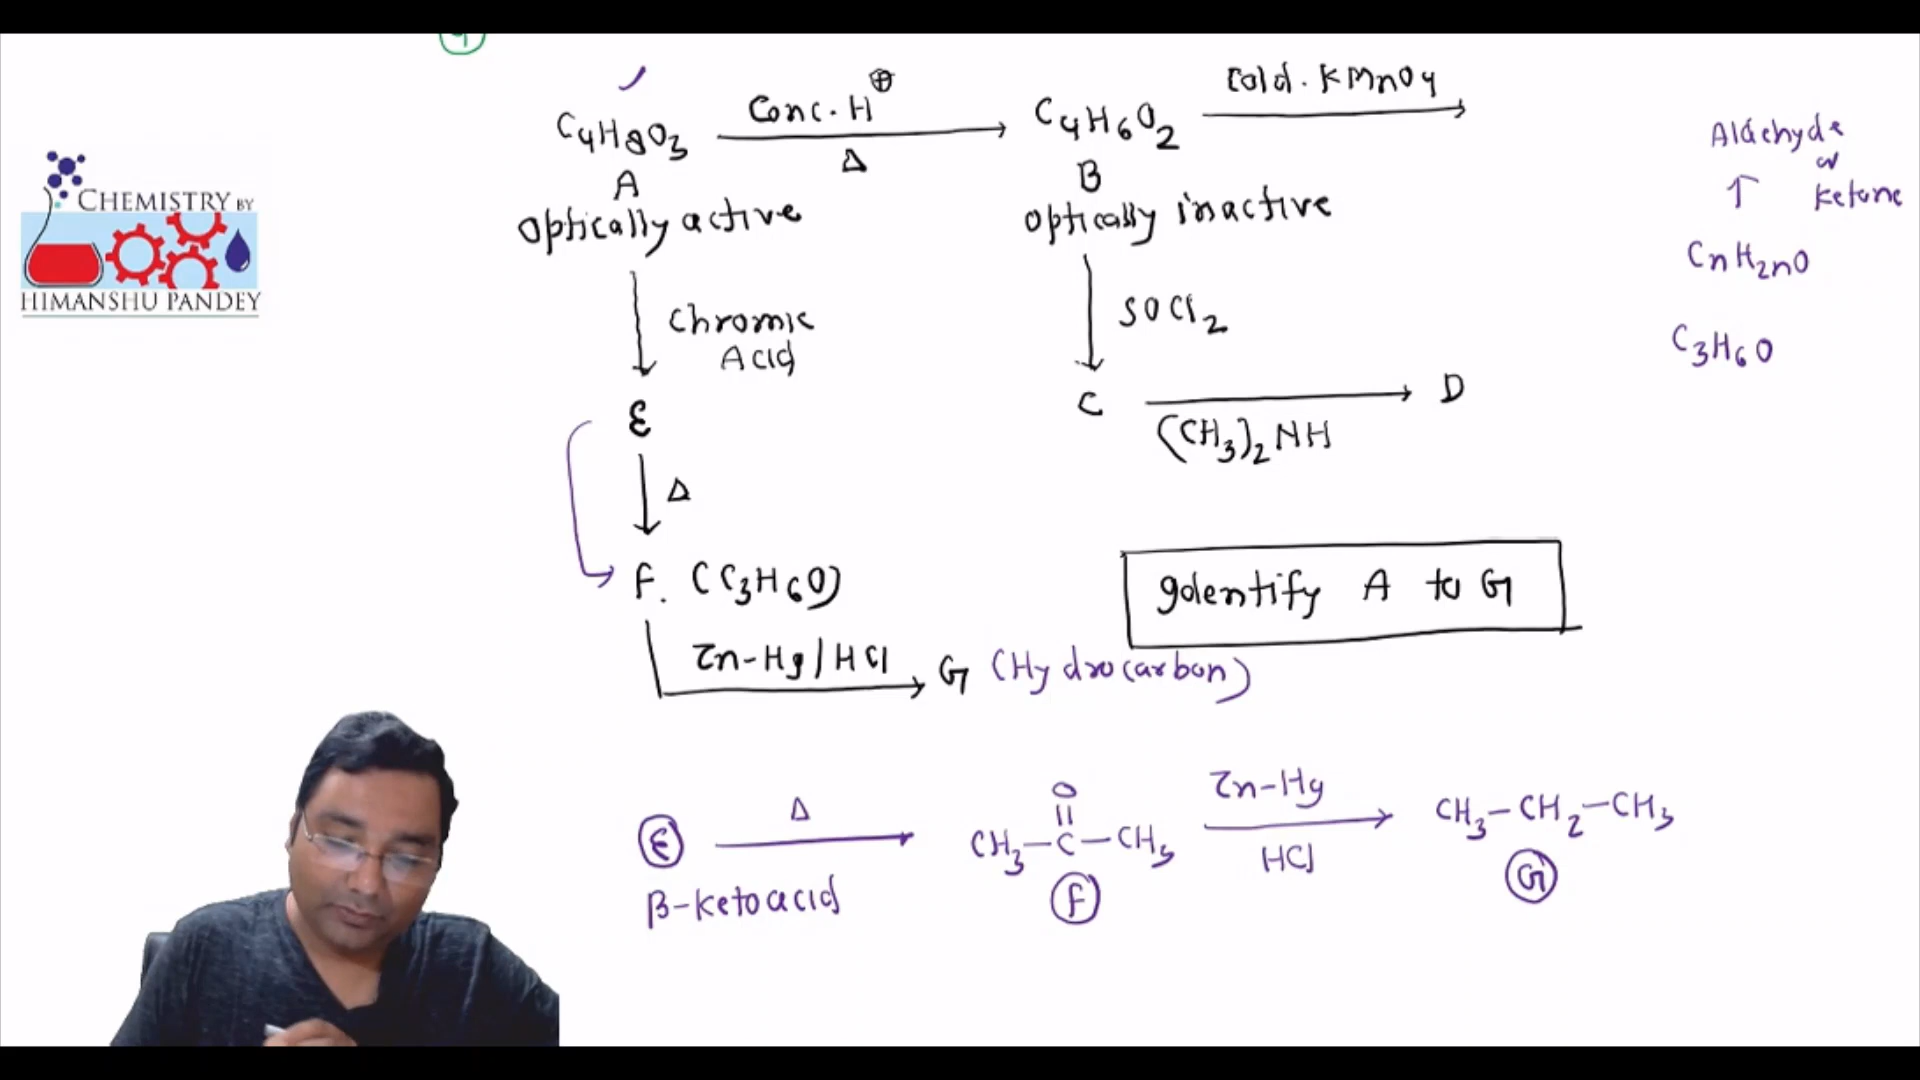 9
C4H8O3 Conc. H⊕ Δ C4H6O2 Cold. KMnO4
A B
Optically active Optically inactive
Aldehyde or Ketone
↑
CnH2nO
C3H6O
CHEMISTRY BY
HIMANSHU PANDEY
Chromic
Acid
SOCl2
E
C (CH3)2NH D
Δ
F. (C3H6O)
Identify A to G
Zn-Hg/HCl G (Hydrocarbon)
E Δ CH3-C-CH3 Zn-Hg HCl CH3-CH2-CH3
O
||
β-ketoacid F G